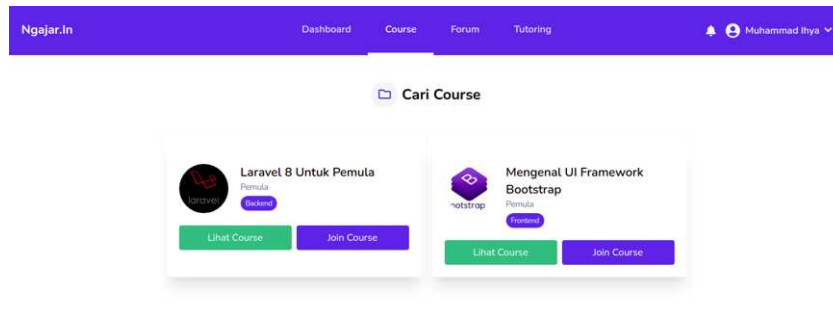 Ngajar.In
Dashboard Course Forum Tutoring
Muhammad Ihya
Cari Course
laravel
Laravel 8 Untuk Pemula
Pemula
Backend
Lihat Course Join Course
otstrap
Mengenal UI Framework
Bootstrap
Pemula
Frontend
Lihat Course Join Course